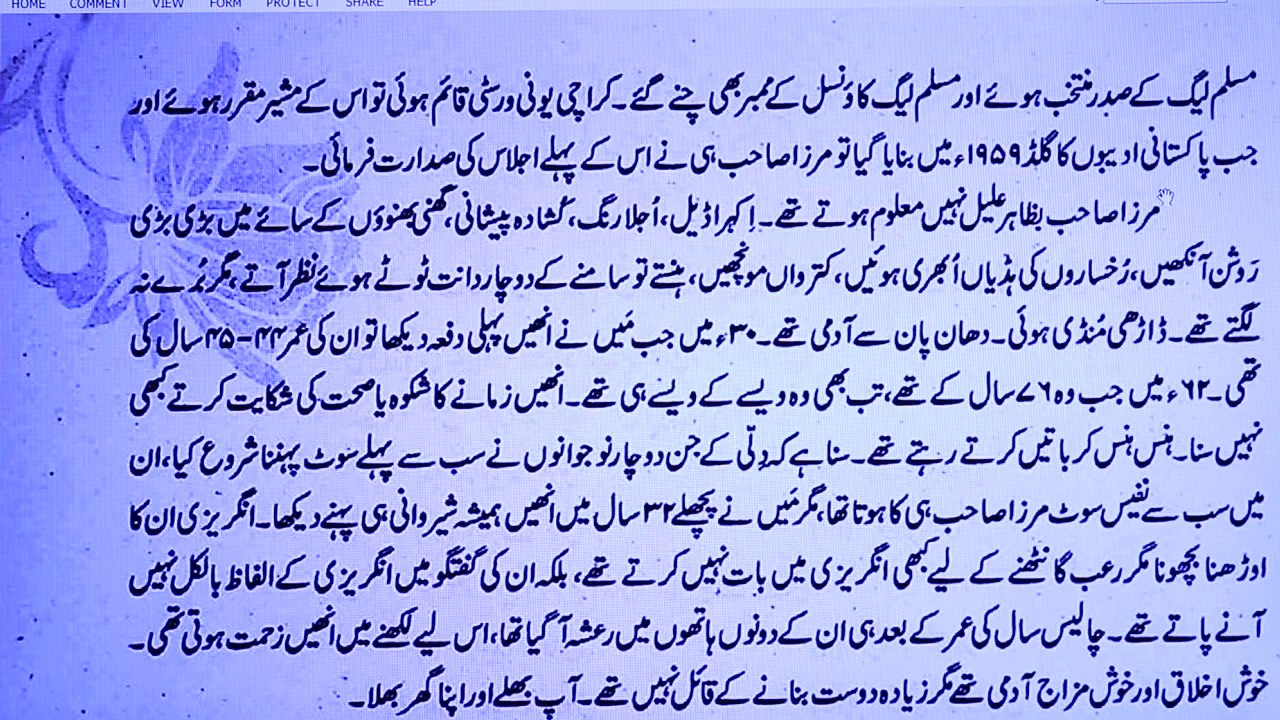 HOME COMMENT VIEW FORM PROTECT SHARE HELP
مسلم لیگ کے صدر منتخب ہوئے اور مسلم لیگ کاؤنسل کے ممبر بھی چنے گئے۔ کراچی یونی ورسٹی قائم ہوئی تو اس کے مشیر مقرر ہوئے اور
جب پاکستانی ادیبوں کا گلڈ ۱۹۵۹ء میں بنایا گیا تو مرزا صاحب ہی نے اس کے پہلے اجلاس کی صدارت فرمائی۔
مرزا صاحب بظاہر علیل نہیں معلوم ہوتے تھے۔ اِکہرا ڈیل، اُجلا رنگ، کُشادہ پیشانی، گھنی بھنوؤں کے سائے میں بڑی بڑی
رَوشن آنکھیں، رُخساروں کی ہڈیاں اُبھری ہوئیں، کترواں مونچھیں، ہنستے تو سامنے کے دو چار دانت ٹوٹے ہوئے نظر آتے، مگر بُرے نہ
لگتے تھے۔ ڈاڑھی مُنڈی ہوئی۔ دھان پان سے آدمی تھے۔ ۳۰ء میں جب مَیں نے انھیں پہلی دفعہ دیکھا تو ان کی عمر ۴۴-۴۵ سال کی
تھی۔ ۶۲ء میں جب وہ ۷۶ سال کے تھے، تب بھی وہ ویسے کے ویسے ہی تھے۔ انھیں زمانے کا شکوہ یا صحت کی شکایت کرتے کبھی
نہیں سنا۔ ہنس ہنس کر باتیں کرتے رہتے تھے۔ سنا ہے کہ دِلّی کے جن دو چار نوجوانوں نے سب سے پہلے سوٹ پہننا شروع کیا، ان
میں سب سے نفیس سوٹ مرزا صاحب ہی کا ہوتا تھا، مگر مَیں نے پچھلے ۳۲ سال میں انھیں ہمیشہ شیروانی ہی پہنے دیکھا۔ انگریزی ان کا
اوڑھنا بچھونا مگر رعب گانٹھنے کے لیے کبھی انگریزی میں بات نہیں کرتے تھے، بلکہ ان کی گفتگو میں انگریزی کے الفاظ بالکل نہیں
آنے پاتے تھے۔ چالیس سال کی عمر کے بعد ہی ان کے دونوں ہاتھوں میں رعشہ آ گیا تھا، اس لیے لکھنے میں انھیں زحمت ہوتی تھی۔
خوش اخلاق اور خوش مزاج آدمی تھے مگر زیادہ دوست بنانے کے قائل نہیں تھے۔ آپ بھلے اور اپنا گھر بھلا۔